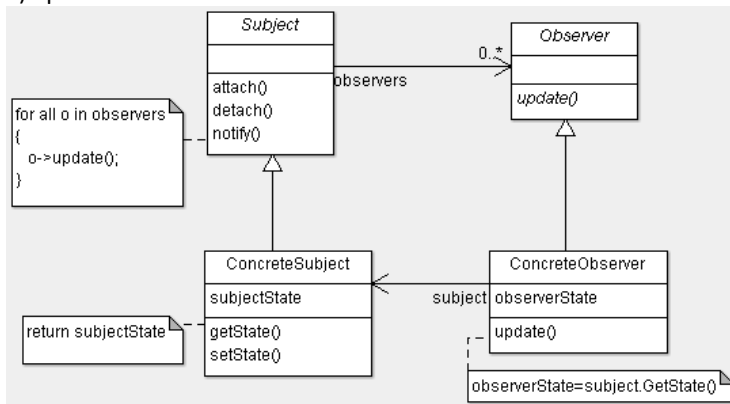 Subject
Observer
0..*
observers
attach()
detach()
notify()
update()
for all o in observers
{
o->update();
}
ConcreteSubject
subjectState
getState()
setState()
subject
ConcreteObserver
observerState
update()
return subjectState
observerState=subject.GetState()